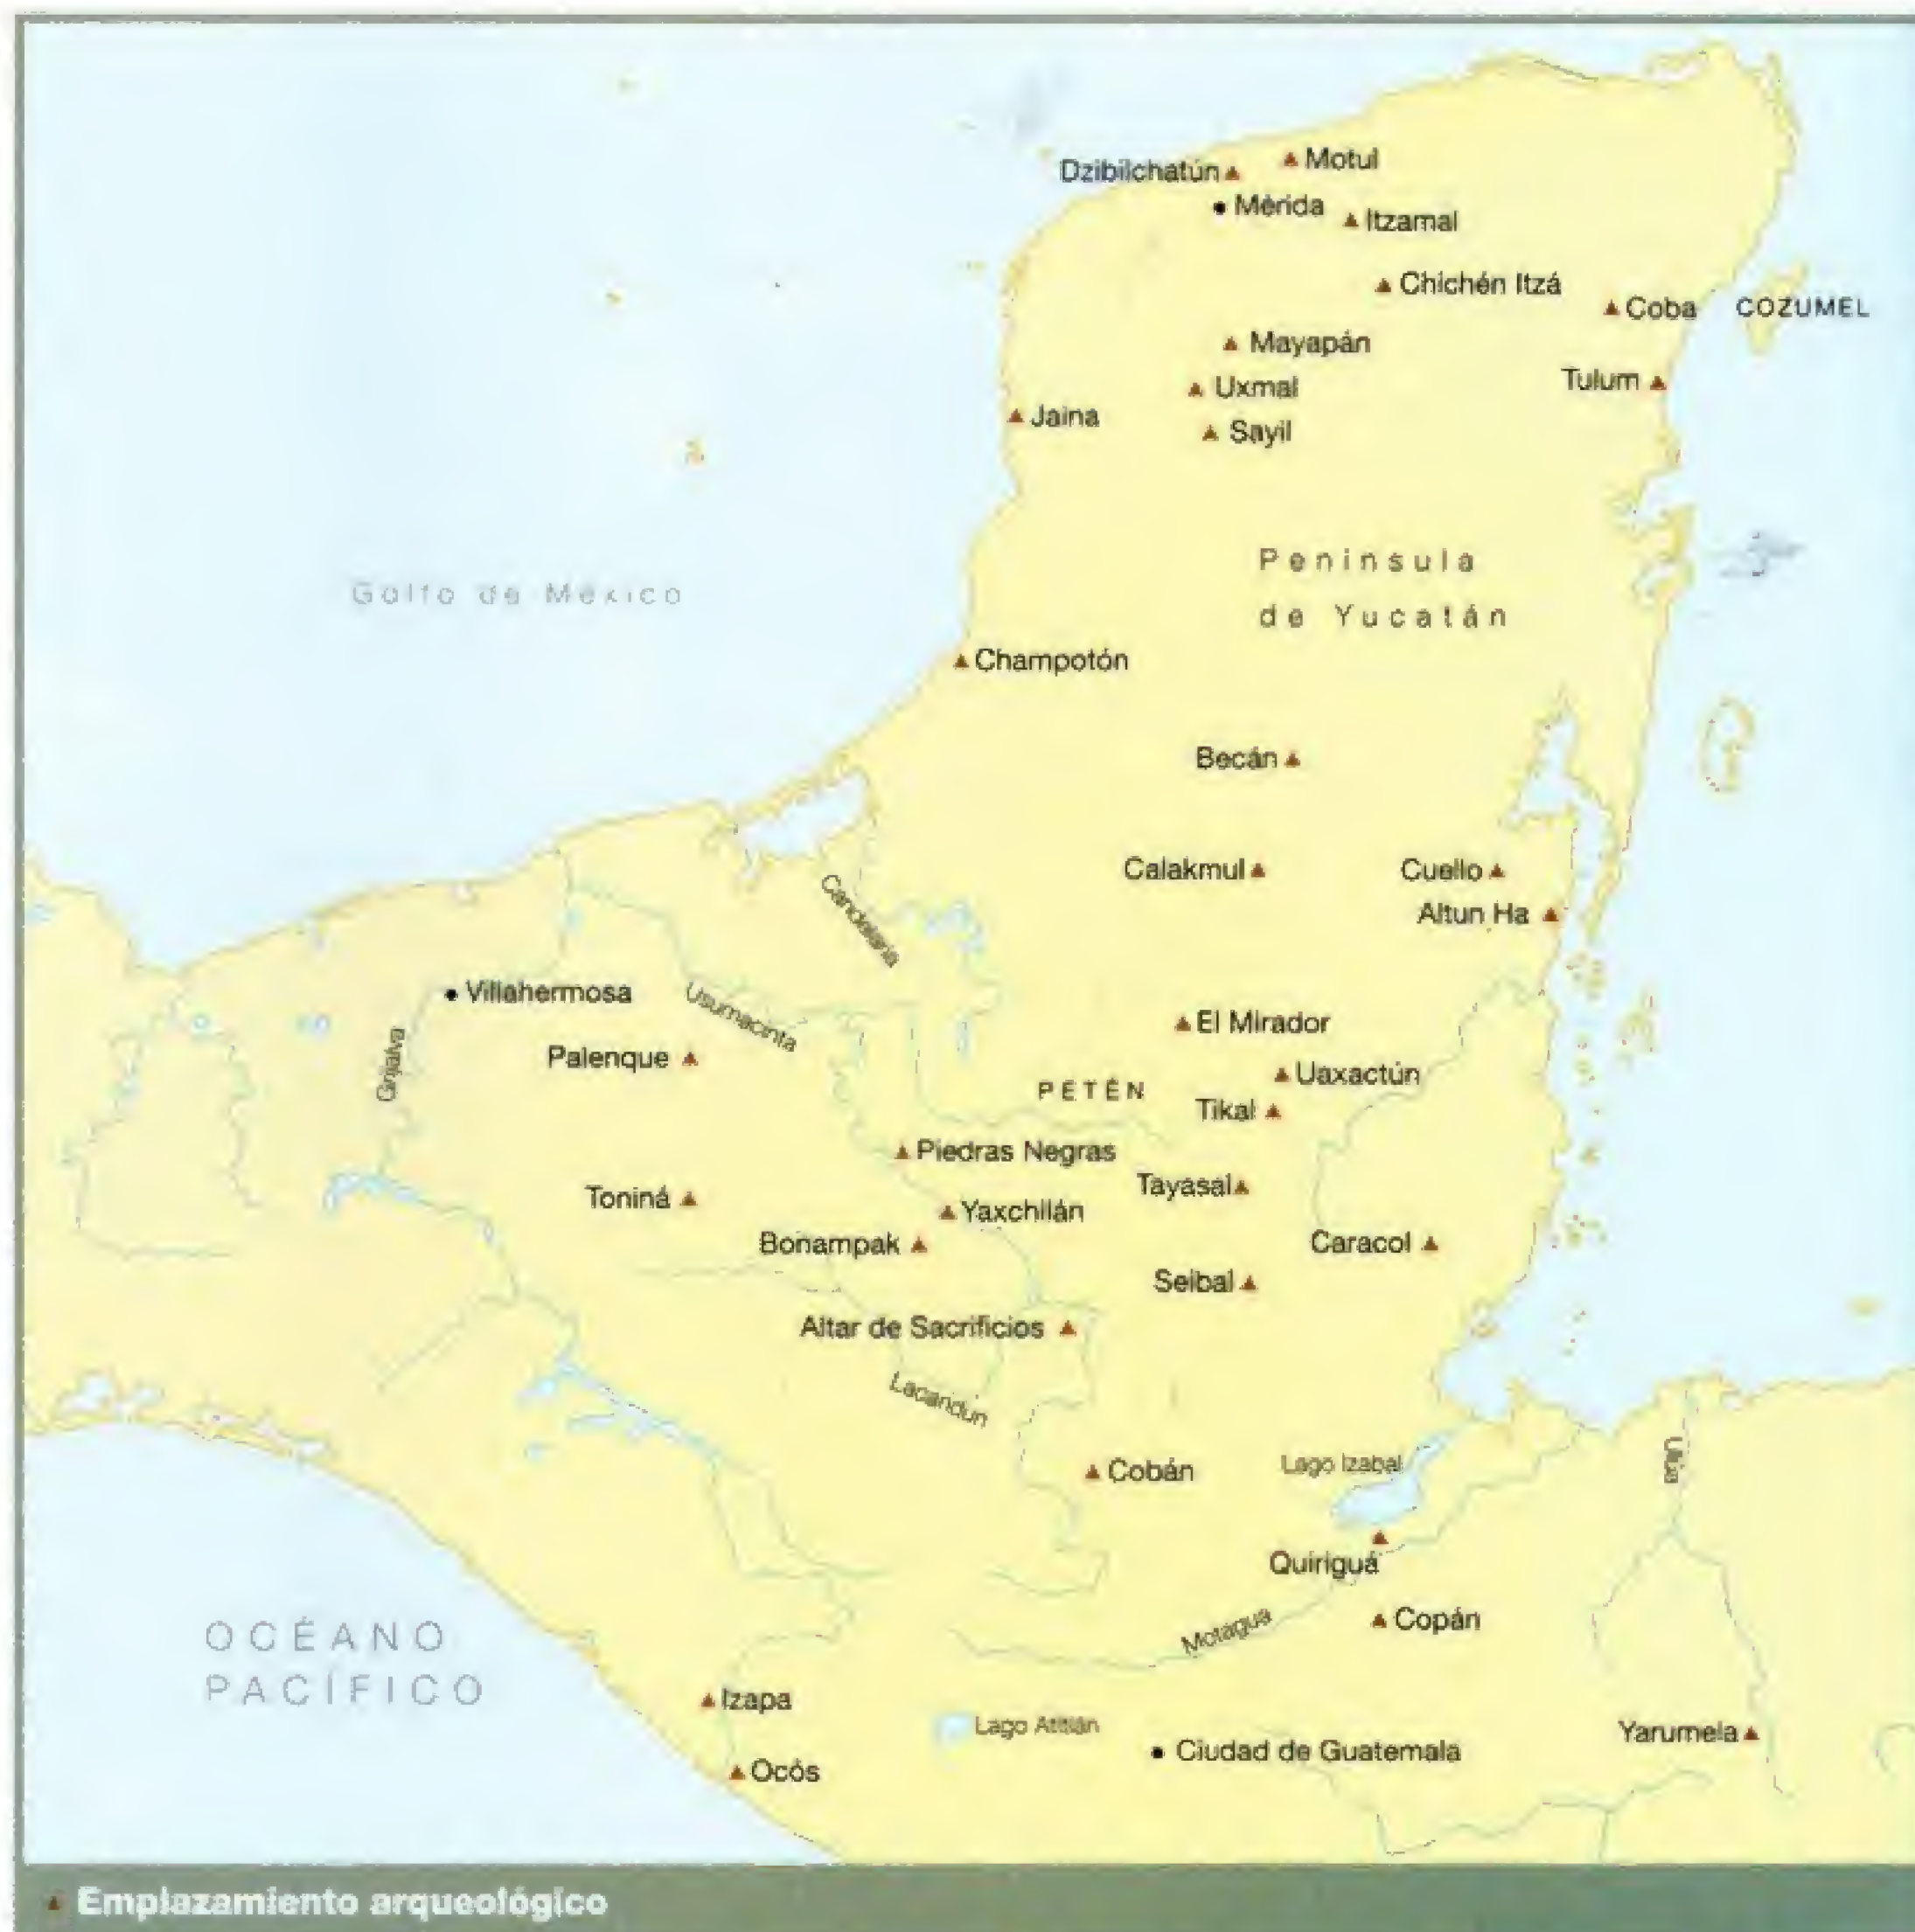 Motul
Dzibilchatún
Mérida
Itzamal
Chichén Itzá
Coba
COZUMEL
Mayapán
Tulum
Uxmal
Jaina
Sayil
Península
de Yucatán
Golfo de México
Champotón
Becán
Calakmul
Cuello
Altun Ha
Candelaria
Villahermosa
Usumacinta
El Mirador
Grijalva
Palenque
Uaxactún
PETÉN
Tikal
Piedras Negras
Tayasal
Toniná
Yaxchilán
Bonampak
Caracol
Seibal
Altar de Sacrificios
Lacandún
Cobán
Lago Izabal
Ulúa
Quiriguá
Copán
Motagua
OCÉANO
PACÍFICO
Izapa
Lago Atitlán
Yarumela
Ciudad de Guatemala
Ocós
Emplazamiento arqueológico